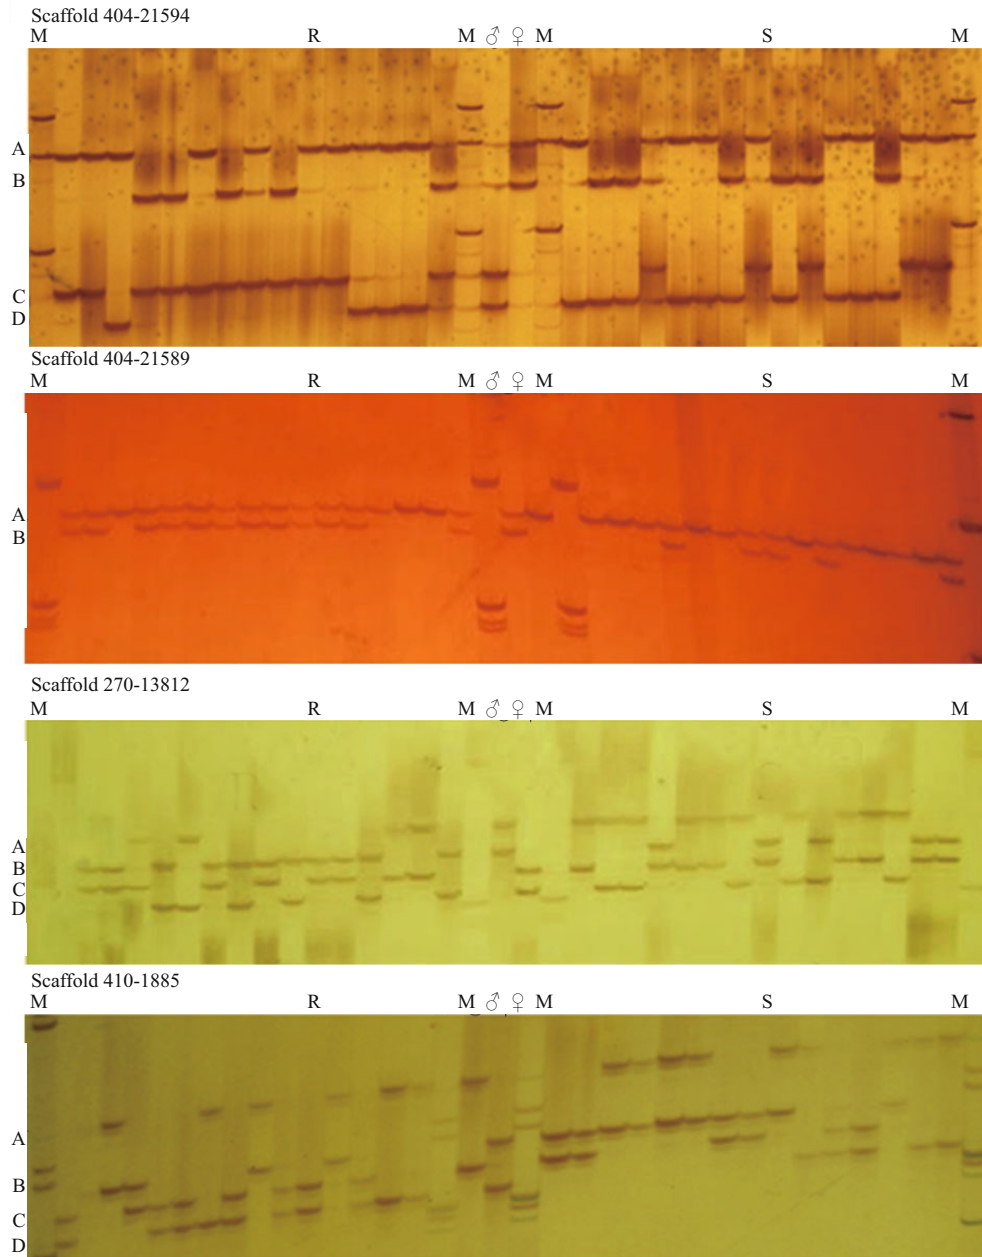 Scaffold 404-21594
M R M ♂ ♀ M S M
A
B
C
D
Scaffold 404-21589
M R M ♂ ♀ M S M
A
B
Scaffold 270-13812
M R M ♂ ♀ M S M
A
B
C
D
Scaffold 410-1885
M R M ♂ ♀ M S M
A
B
C
D